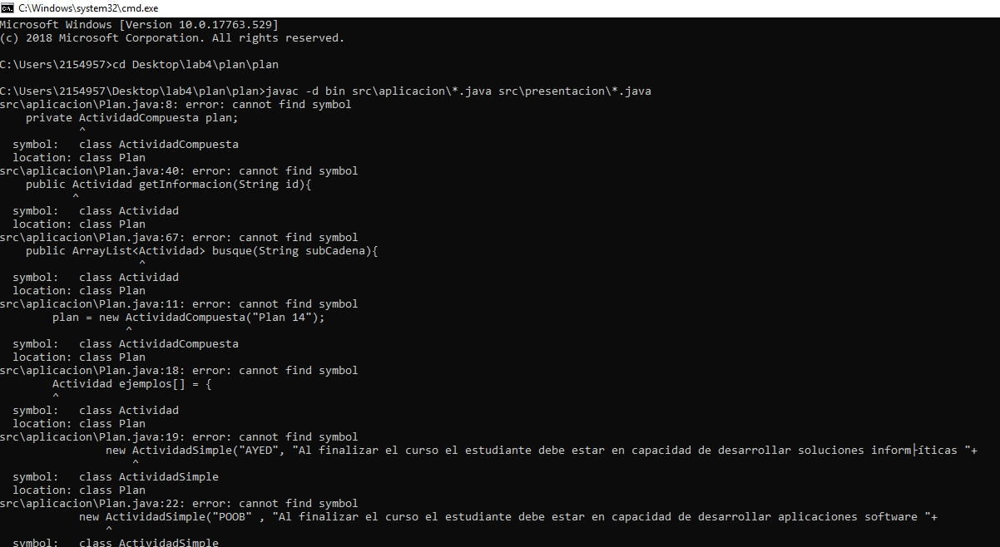 C:\Windows\system32\cmd.exe
Microsoft Windows [Version 10.0.17763.529]
(c) 2018 Microsoft Corporation. All rights reserved.
C:\Users\2154957>cd Desktop\lab4\plan\plan
C:\Users\2154957\Desktop\lab4\plan\plan>javac -d bin src\aplicacion\*.java src\presentacion\*.java
src\aplicacion\Plan.java:8: error: cannot find symbol
    private ActividadCompuesta plan;
            ^
  symbol:   class ActividadCompuesta
  location: class Plan
src\aplicacion\Plan.java:40: error: cannot find symbol
    public Actividad getInformacion(String id){
           ^
  symbol:   class Actividad
  location: class Plan
src\aplicacion\Plan.java:67: error: cannot find symbol
    public ArrayList<Actividad> busque(String subCadena){
                     ^
  symbol:   class Actividad
  location: class Plan
src\aplicacion\Plan.java:11: error: cannot find symbol
        plan = new ActividadCompuesta("Plan 14");
                   ^
  symbol:   class ActividadCompuesta
  location: class Plan
src\aplicacion\Plan.java:18: error: cannot find symbol
        Actividad ejemplos[] = {
        ^
  symbol:   class Actividad
  location: class Plan
src\aplicacion\Plan.java:19: error: cannot find symbol
                new ActividadSimple("AYED", "Al finalizar el curso el estudiante debe estar en capacidad de desarrollar soluciones inform├íticas "+
                    ^
  symbol:   class ActividadSimple
  location: class Plan
src\aplicacion\Plan.java:22: error: cannot find symbol
            new ActividadSimple("POOB" , "Al finalizar el curso el estudiante debe estar en capacidad de desarrollar aplicaciones software "+
                ^
  symbol:   class ActividadSimple